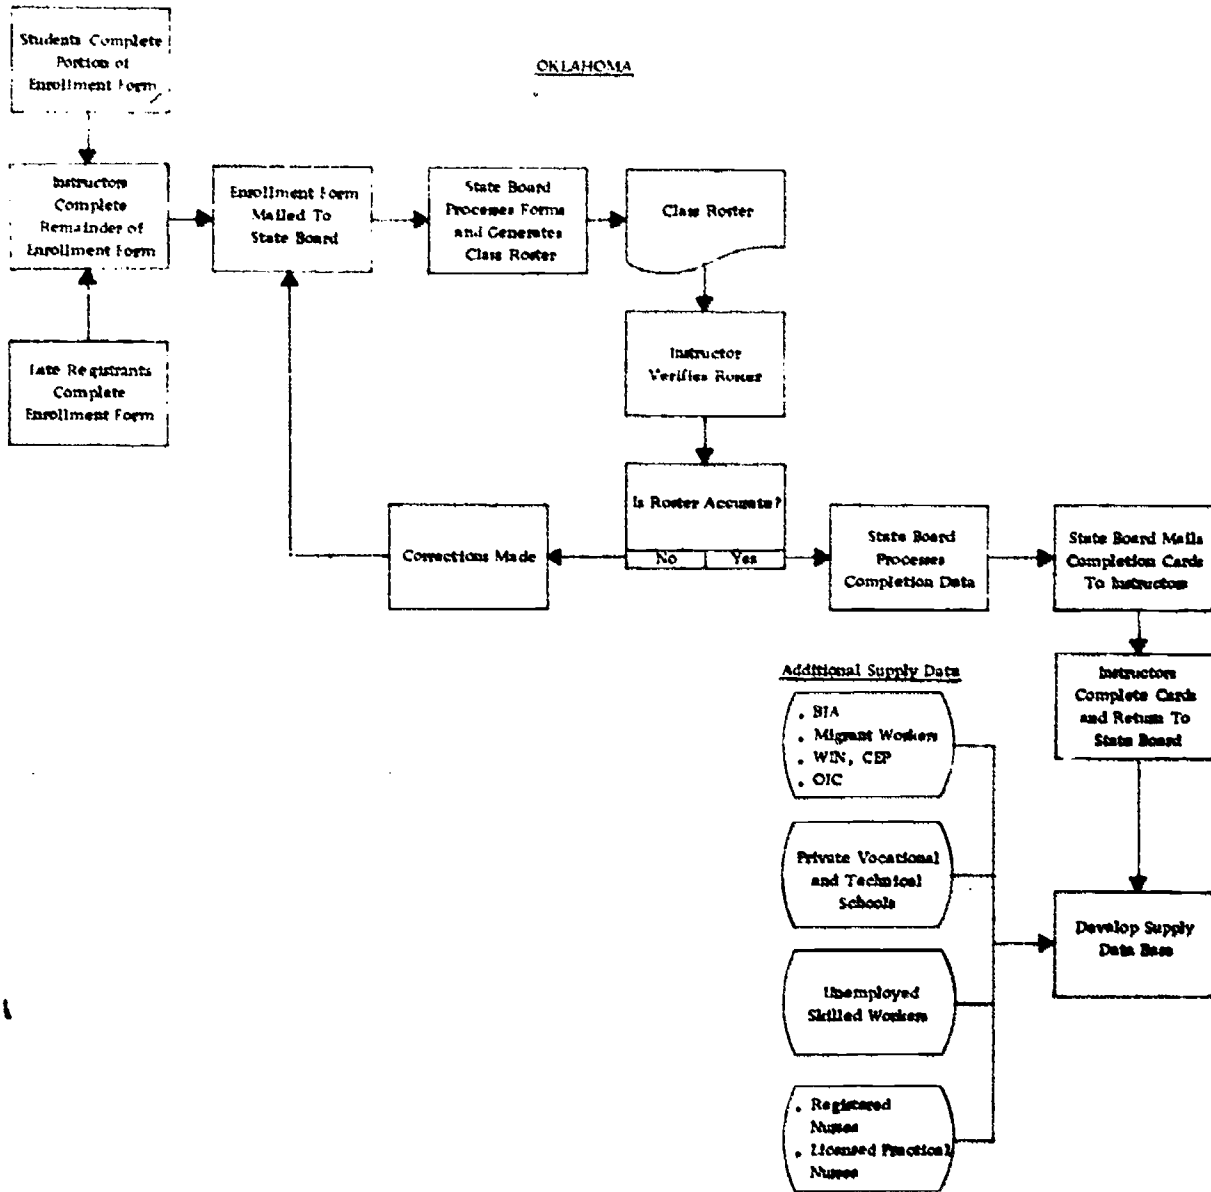 OKLAHOMA
Students Complete
Portion of
Enrollment Form
Instructors
Complete
Remainder of
Enrollment Form
Late Registrants
Complete
Enrollment Form
Enrollment Form
Mailed To
State Board
State Board
Processes Forms
and Generates
Class Roster
Class Roster
Instructor
Verifies Roster
Is Roster Accurate?
No
Yes
Corrections Made
State Board
Processes
Completion Data
State Board Mails
Completion Cards
To Instructors
Instructors
Complete Cards
and Return To
State Board
Additional Supply Data
• BIA
• Migrant Workers
• WIN, CEP
• OIC
Private Vocational
and Technical
Schools
Unemployed
Skilled Workers
• Registered
Nurses
• Licensed Practical
Nurses
Develop Supply
Data Base